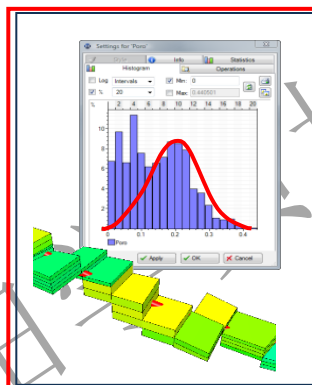 Settings for 'Poro'
Style Info Statistics
Histogram Operations
Log Intervals Min: 0
% 20 Max: 0.440501
% 2 4 6 8 10 12 14 16 18 20
10
8
6
4
2
0 0.1 0.2 0.3 0.4
Poro
Apply OK Cancel